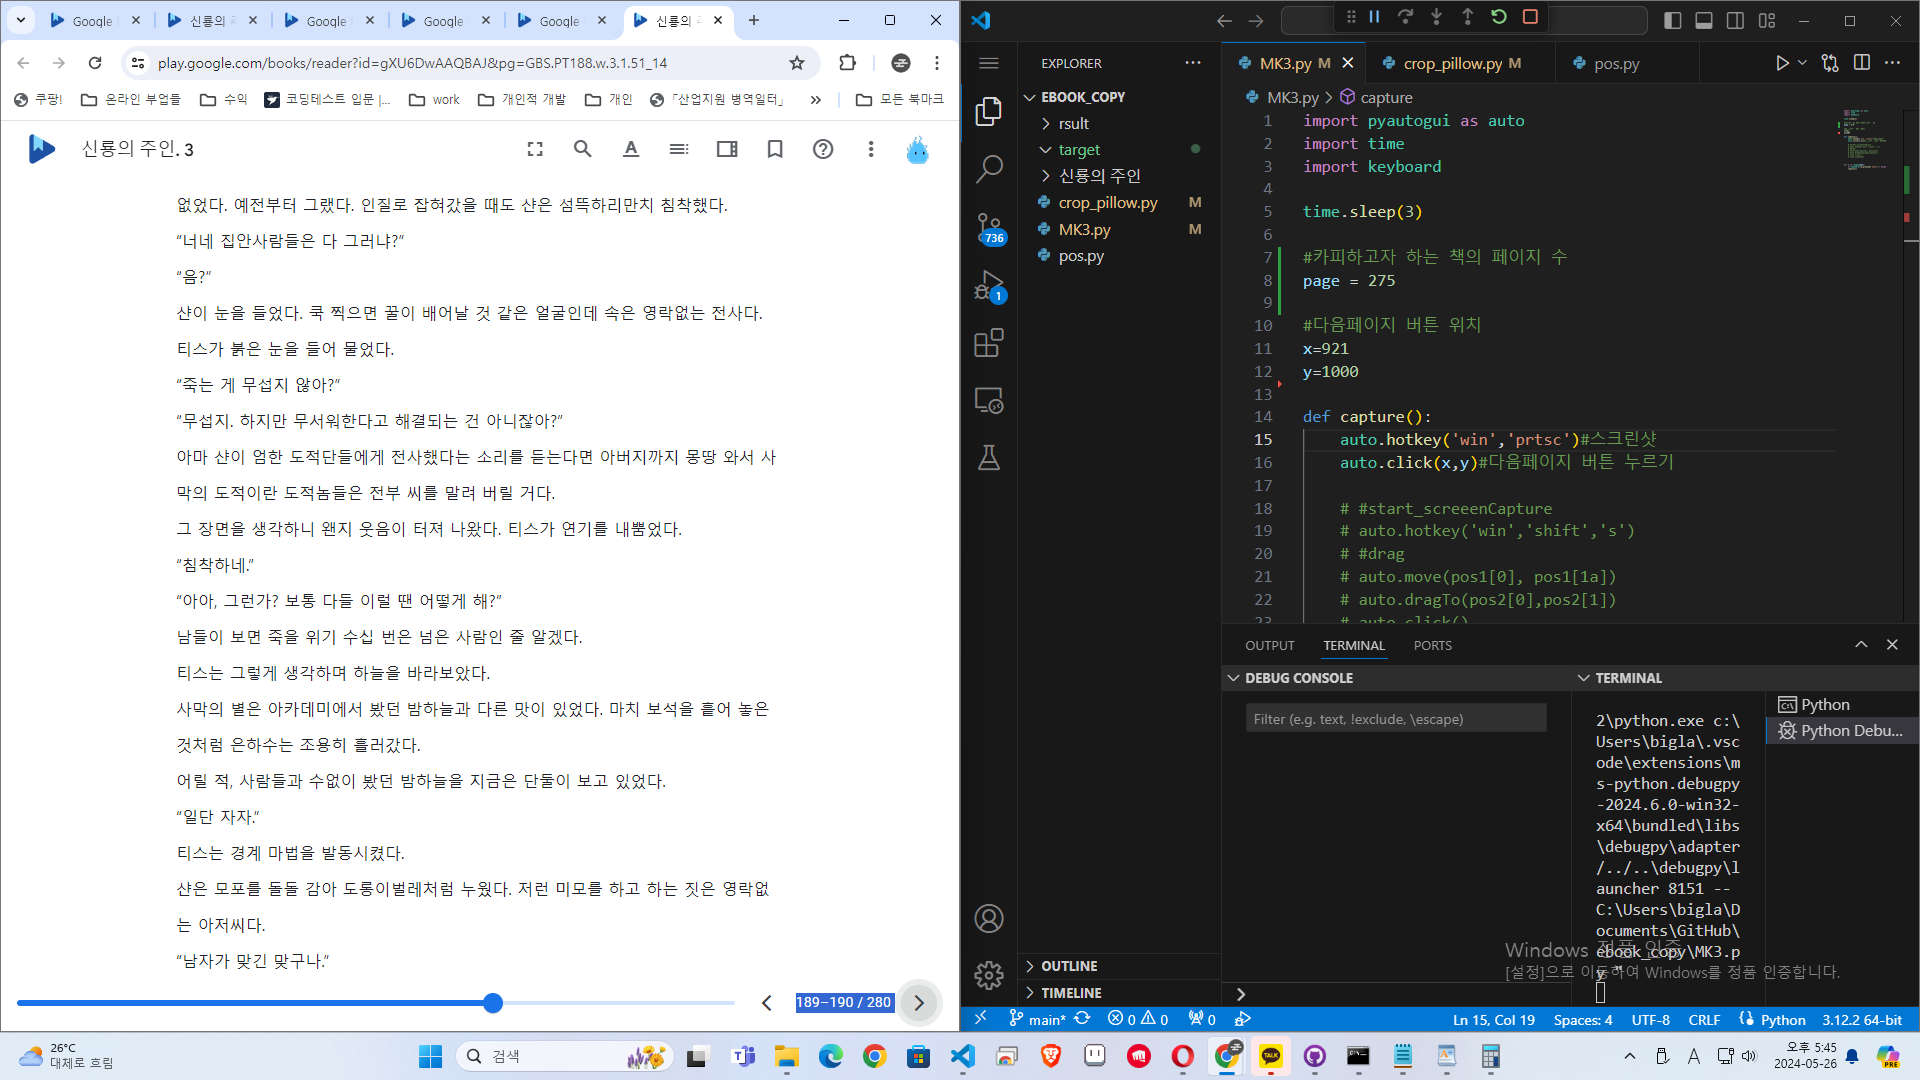 Google
신룡의 주
Google
Google
Google
신룡의 주
play.google.com/books/reader?id=gXU6DwAAQBAJ&pg=GBS.PT188.w.3.1.51_14
쿠팡!
온라인 부업들
수익
코딩테스트 입문 |...
work
개인적 개발
개인
「산업지원 병역일터」
모든 북마크
신룡의 주인. 3
없었다. 예전부터 그랬다. 인질로 잡혀갔을 때도 샨은 섬뜩하리만치 침착했다.
“너네 집안사람들은 다 그러냐?”
“음?”
샨이 눈을 들었다. 쿡 찍으면 꿀이 배어날 것 같은 얼굴인데 속은 영락없는 전사다.
티스가 붉은 눈을 들어 물었다.
“죽는 게 무섭지 않아?”
“무섭지. 하지만 무서워한다고 해결되는 건 아니잖아?”
아마 샨이 엄한 도적단들에게 전사했다는 소리를 듣는다면 아버지까지 몽땅 와서 사
막의 도적이란 도적놈들은 전부 씨를 말려 버릴 거다.
그 장면을 생각하니 왠지 웃음이 터져 나왔다. 티스가 연기를 내뿜었다.
“침착하네.”
“아아, 그런가? 보통 다들 이럴 땐 어떻게 해?”
남들이 보면 죽을 위기 수십 번은 넘은 사람인 줄 알겠다.
티스는 그렇게 생각하며 하늘을 바라보았다.
사막의 별은 아카데미에서 봤던 밤하늘과 다른 맛이 있었다. 마치 보석을 흩어 놓은
것처럼 은하수는 조용히 흘러갔다.
어릴 적, 사람들과 수없이 봤던 밤하늘을 지금은 단둘이 보고 있었다.
“일단 자자.”
티스는 경계 마법을 발동시켰다.
샨은 모포를 돌돌 감아 도롱이벌레처럼 누웠다. 저런 미모를 하고 하는 짓은 영락없
는 아저씨다.
“남자가 맞긴 맞구나.”
189–190 / 280
EXPLORER
EBOOK_COPY
rsult
target
신룡의 주인
crop_pillow.py M
MK3.py M
pos.py
736
1
OUTLINE
TIMELINE
MK3.py M
crop_pillow.py M
pos.py
MK3.py > capture
1 import pyautogui as auto
2 import time
3 import keyboard
4
5 time.sleep(3)
6
7 #카피하고자 하는 책의 페이지 수
8 page = 275
9
10 #다음페이지 버튼 위치
11 x=921
12 y=1000
13
14 def capture():
15 auto.hotkey('win','prtsc')#스크린샷
16 auto.click(x,y)#다음페이지 버튼 누르기
17
18 # #start_screeenCapture
19 # auto.hotkey('win','shift','s')
20 # #drag
21 # auto.move(pos1[0], pos1[1a])
22 # auto.dragTo(pos2[0],pos2[1])
23 # auto.click()
OUTPUT
TERMINAL
PORTS
DEBUG CONSOLE
Filter (e.g. text, !exclude, \escape)
TERMINAL
2\python.exe c:\
Users\bigla\.vsc
ode\extensions\m
s-python.debugpy
-2024.6.0-win32-
x64\bundled\libs
\debugpy\adapter
/../..\debugpy\l
auncher 8151 --
C:\Users\bigla\D
ocuments\GitHub\
ebook_copy\MK3.p
y "
Python
Python Debu...
Windows 정품 인증
[설정]으로 이동하여 Windows를 정품 인증합니다.
main*
0 0
0
Ln 15, Col 19
Spaces: 4
UTF-8
CRLF
Python
3.12.2 64-bit
26°C
대체로 흐림
검색
TALK
A
오후 5:45
2024-05-26
PRE